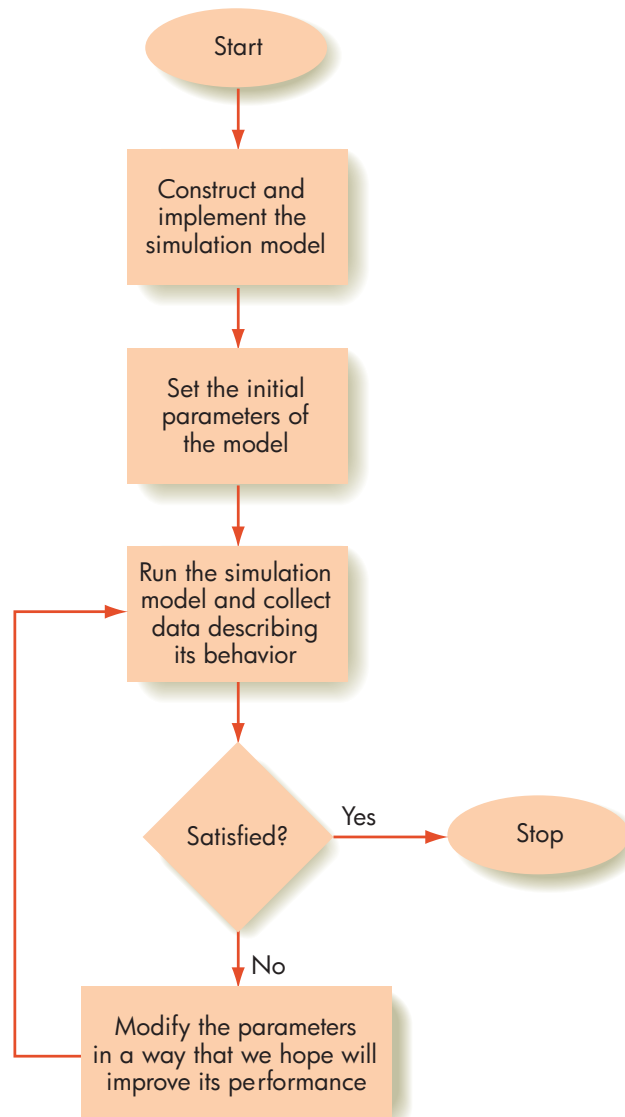 Start
Construct and
implement the
simulation model
Set the initial
parameters of
the model
Run the simulation
model and collect
data describing
its behavior
Satisfied?
Yes
Stop
No
Modify the parameters
in a way that we hope will
improve its performance